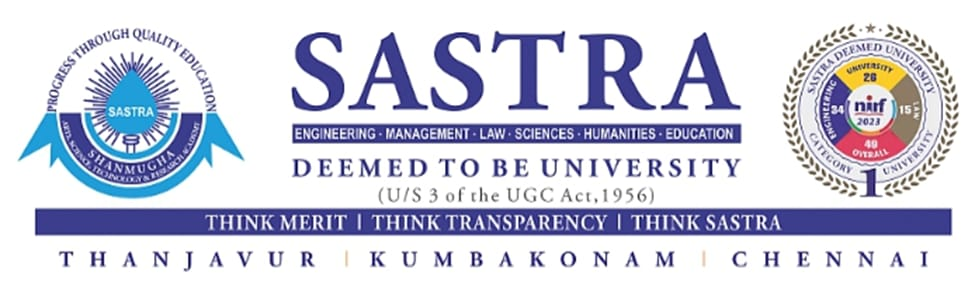 PROGRESS THROUGH QUALITY EDUCATION
SASTRA
SHANMUGHA
ARTS, SCIENCE, TECHNOLOGY & RESEARCH ACADEMY
SASTRA
ENGINEERING · MANAGEMENT · LAW · SCIENCES · HUMANITIES · EDUCATION
DEEMED TO BE UNIVERSITY
(U/S 3 of the UGC Act,1956)
SASTRA DEEMED UNIVERSITY
UNIVERSITY
26
ENGINEERING
34
nirf
2023
15
LAW
49
OVERALL
CATEGORY
1
UNIVERSITY
THINK MERIT | THINK TRANSPARENCY | THINK SASTRA
THANJAVUR | KUMBAKONAM | CHENNAI